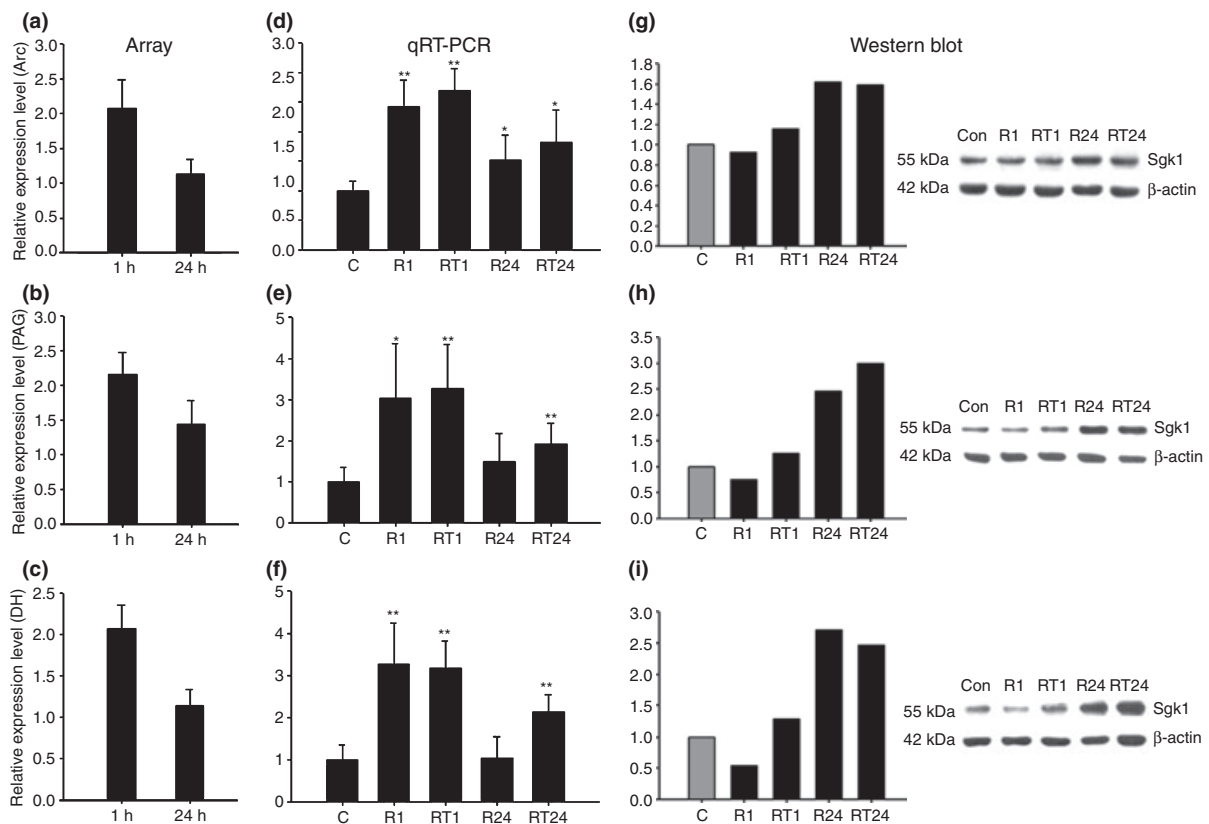 (a)
Array
Relative expression level (Arc)
3.0
2.5
2.0
1.5
1.0
0.5
0.0
1 h 24 h
(d)
qRT-PCR
3.0
2.5
2.0
1.5
1.0
0.5
0.0
** ** * *
C R1 RT1 R24 RT24
(g)
Western blot
1.8
1.6
1.4
1.2
1.0
0.8
0.6
0.4
0.2
0.0
C R1 RT1 R24 RT24
Con R1 RT1 R24 RT24
55 kDa Sgk1
42 kDa β-actin
(b)
Relative expression level (PAG)
3.0
2.5
2.0
1.5
1.0
0.5
0.0
1 h 24 h
(e)
5
4
3
2
1
0
* ** **
C R1 RT1 R24 RT24
(h)
3.5
3.0
2.5
2.0
1.5
1.0
0.5
0.0
C R1 RT1 R24 RT24
Con R1 RT1 R24 RT24
55 kDa Sgk1
42 kDa β-actin
(c)
Relative expression level (DH)
2.5
2.0
1.5
1.0
0.5
0.0
1 h 24 h
(f)
5
4
3
2
1
0
** ** **
C R1 RT1 R24 RT24
(i)
3.0
2.5
2.0
1.5
1.0
0.5
0.0
C R1 RT1 R24 RT24
Con R1 RT1 R24 RT24
55 kDa Sgk1
42 kDa β-actin